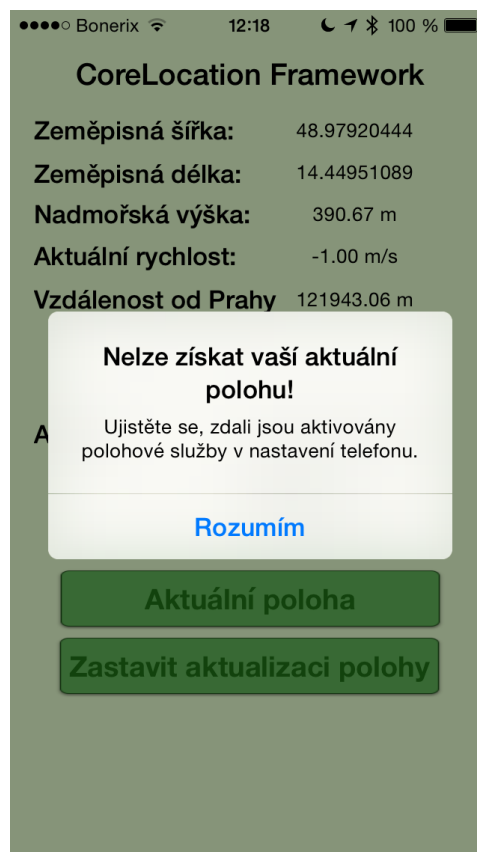 Bonerix 12:18 100 %
CoreLocation Framework
Zeměpisná šířka: 48.97920444
Zeměpisná délka: 14.44951089
Nadmořská výška: 390.67 m
Aktuální rychlost: -1.00 m/s
Vzdálenost od Prahy 121943.06 m
Nelze získat vaší aktuální
polohu!
Ujistěte se, zdali jsou aktivovány
polohové služby v nastavení telefonu.
Rozumím
Aktuální poloha
Zastavit aktualizaci polohy